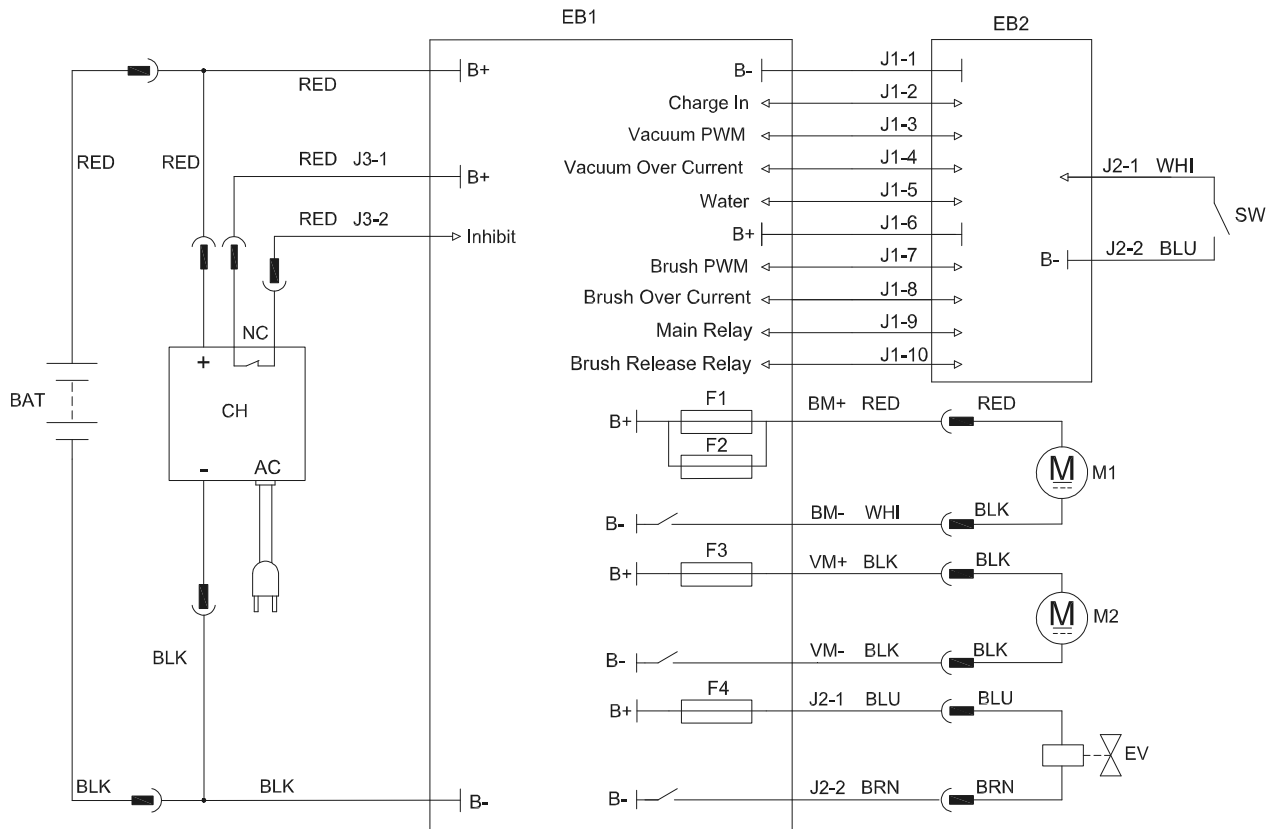 EB1
EB2
RED
B+
B- J1-1
Charge In J1-2
Vacuum PWM J1-3
RED RED
RED J3-1
B+
Vacuum Over Current J1-4
J2-1 WHI
Water J1-5
SW
RED J3-2
Inhibit
B+ J1-6
B- J2-2 BLU
Brush PWM J1-7
Brush Over Current J1-8
Main Relay J1-9
NC
Brush Release Relay J1-10
+
BAT
CH
- AC
F1
B+ BM+ RED RED
F2
M M1
B- BM- WHI BLK
F3
B+ VM+ BLK BLK
M M2
BLK
B- VM- BLK BLK
F4
B+ J2-1 BLU BLU
EV
BLK BLK B-
B- J2-2 BRN BRN